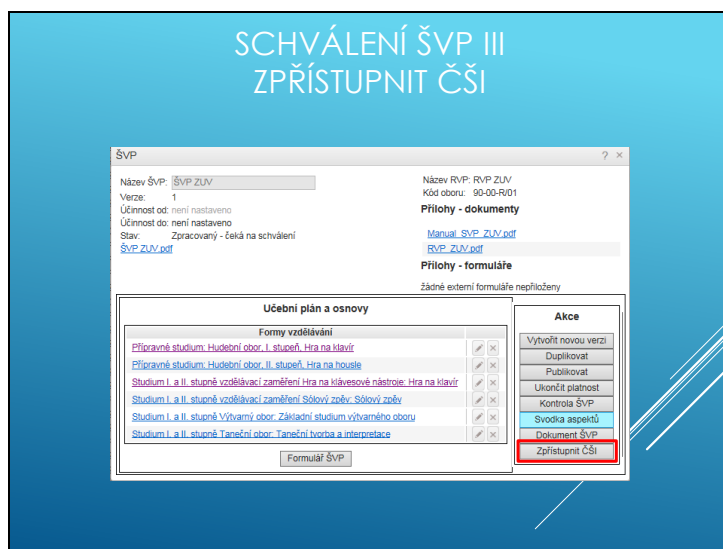 SCHVÁLENÍ ŠVP III
ZPŘÍSTUPNIT ČŠI
ŠVP
? ×
Název ŠVP: ŠVP ZUV
Verze: 1
Účinnost od: není nastaveno
Účinnost do: není nastaveno
Stav: Zpracovaný - čeká na schválení
ŠVP ZUV.pdf
Název RVP: RVP ZUV
Kód oboru: 90-00-R/01
Přílohy - dokumenty
Manual_SVP_ZUV.pdf
RVP_ZUV.pdf
Přílohy - formuláře
žádné externí formuláře nepřiloženy
Učební plán a osnovy
Formy vzdělávání
Přípravné studium: Hudební obor, I. stupeň, Hra na klavír
Přípravné studium: Hudební obor, II. stupeň, Hra na housle
Studium I. a II. stupně vzdělávací zaměření Hra na klávesové nástroje: Hra na klavír
Studium I. a II. stupně vzdělávací zaměření Sólový zpěv: Sólový zpěv
Studium I. a II. stupně Výtvarný obor: Základní studium výtvarného oboru
Studium I. a II. stupně Taneční obor: Taneční tvorba a interpretace
Formulář ŠVP
Akce
Vytvořit novou verzi
Duplikovat
Publikovat
Ukončit platnost
Kontrola ŠVP
Svodka aspektů
Dokument ŠVP
Zpřístupnit ČŠI